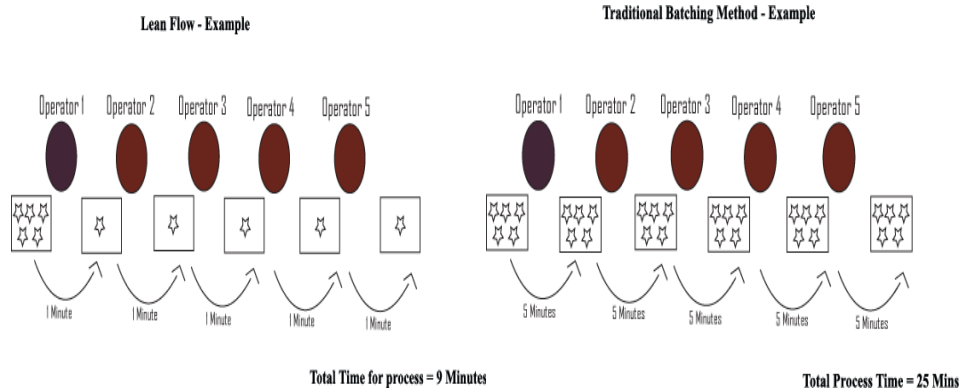 Lean Flow - Example
Operator 1 Operator 2 Operator 3 Operator 4 Operator 5
1 Minute 1 Minute 1 Minute 1 Minute 1 Minute
Total Time for process = 9 Minutes
Traditional Batching Method - Example
Operator 1 Operator 2 Operator 3 Operator 4 Operator 5
5 Minutes 5 Minutes 5 Minutes 5 Minutes 5 Minutes
Total Process Time = 25 Mins